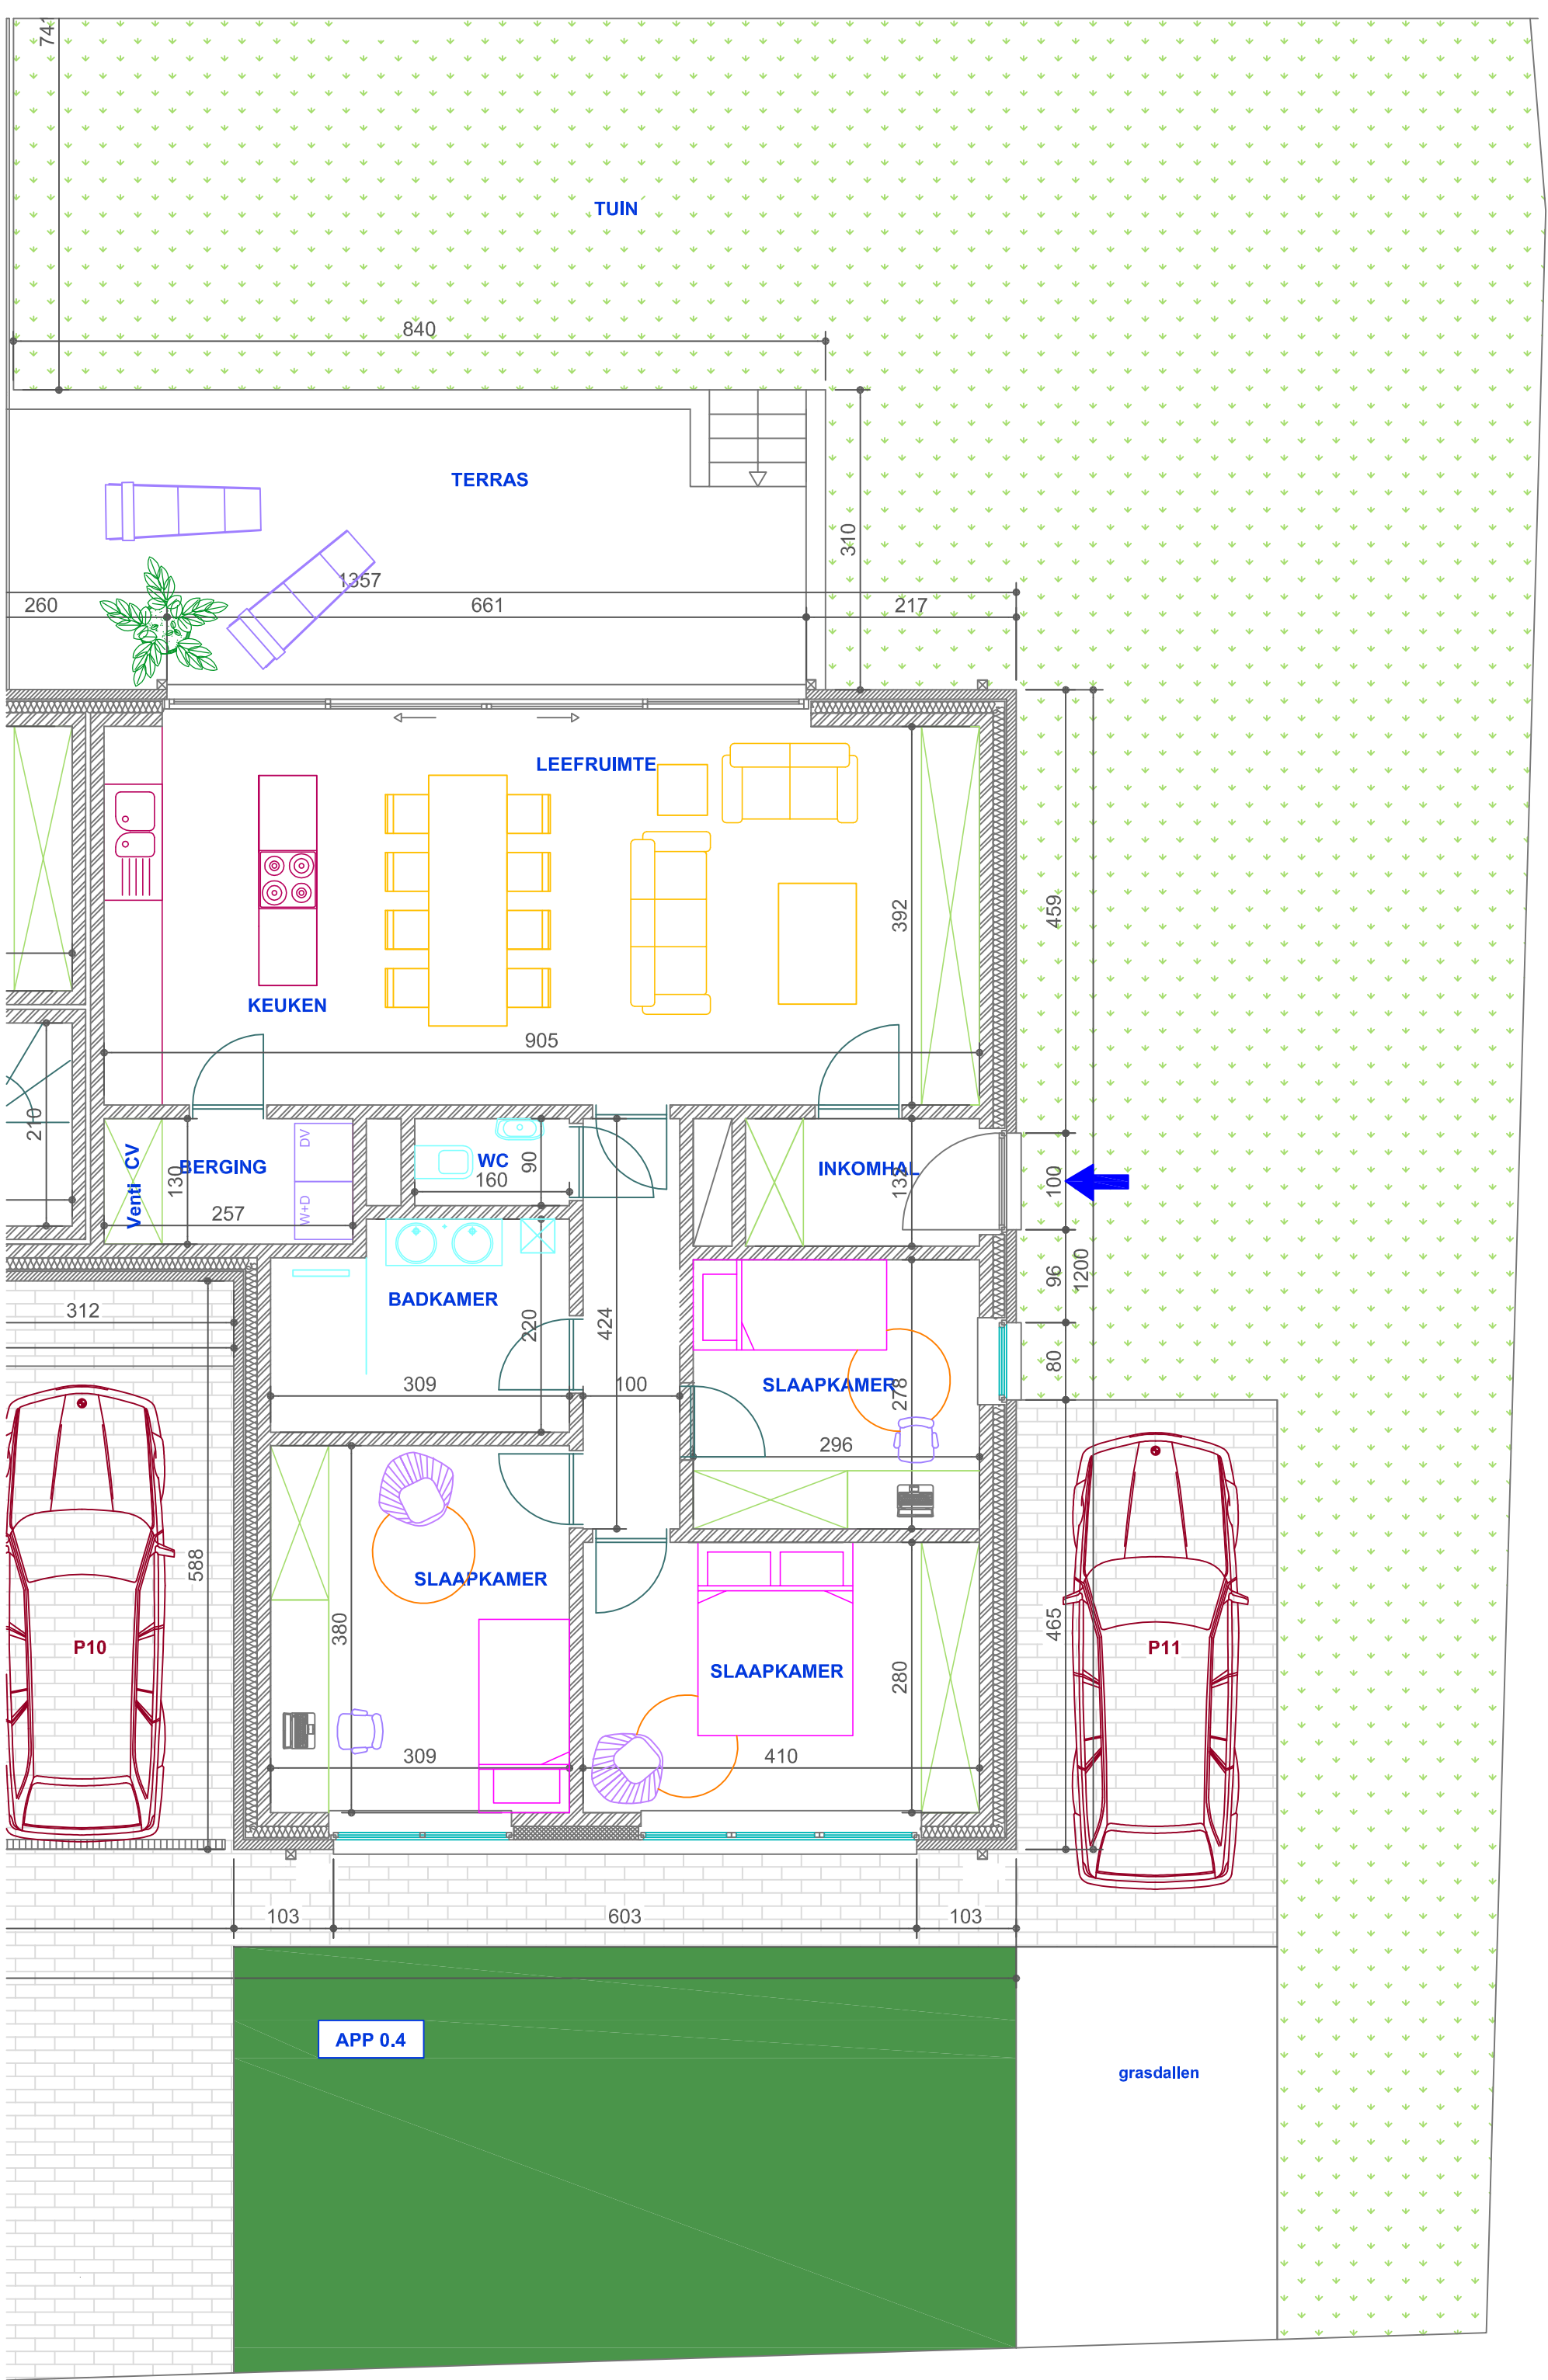 74
TUIN
840
TERRAS
310
1357
260
661
217
LEEFRUIMTE
392
459
KEUKEN
905
210
Venti CV
130
BERGING
DV
W+D
257
WC
90
160
INKOMHAL
132
100
96
1200
312
BADKAMER
220
424
309
100
SLAAPKAMER
278
80
296
588
SLAAPKAMER
380
P10
SLAAPKAMER
280
465
P11
309
410
103
603
103
APP 0.4
grasdallen